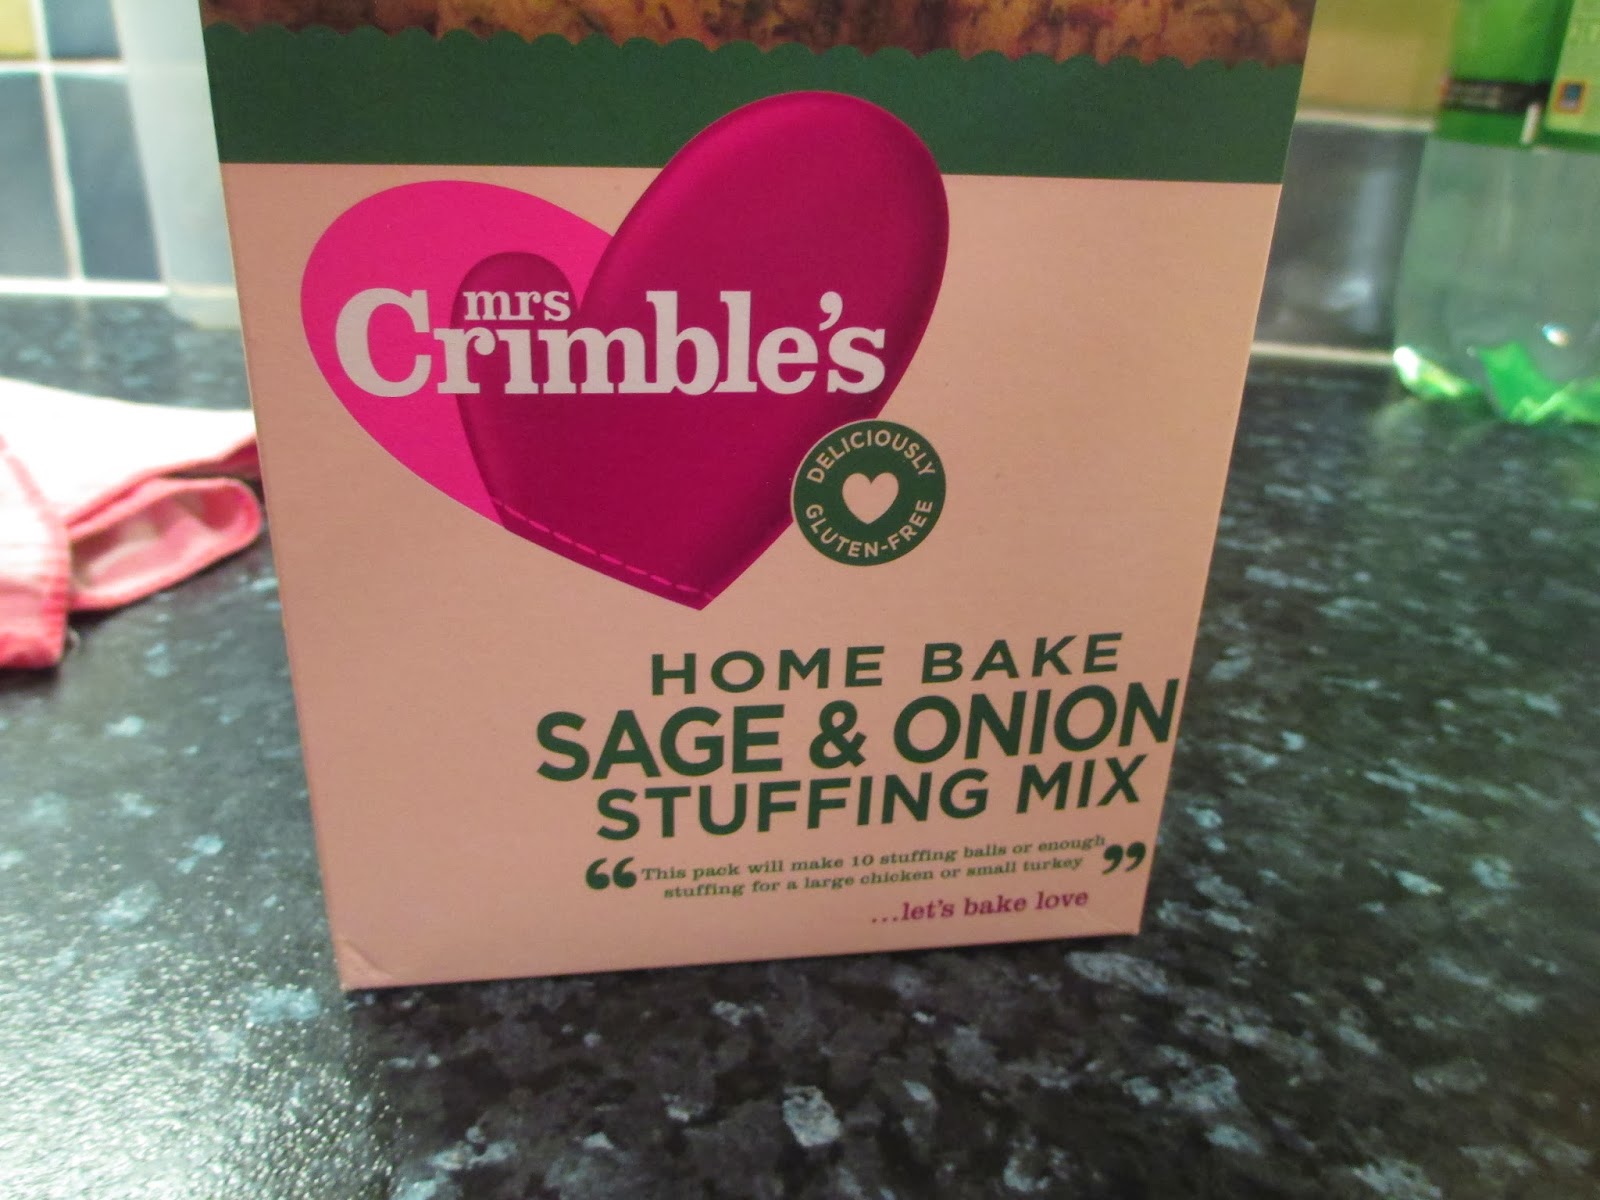 mrs
Crimble's
DELICIOUSLY
GLUTEN-FREE
HOME BAKE
SAGE & ONION
STUFFING MIX
“This pack will make 10 stuffing balls or enough
stuffing for a large chicken or small turkey”
...let's bake love